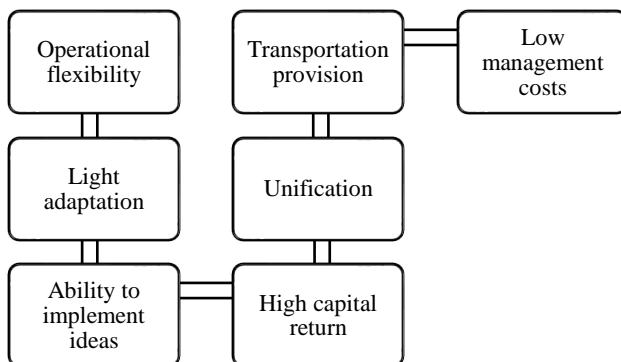 Operational
flexibility
Light
adaptation
Ability to
implement
ideas
High capital
return
Unification
Transportation
provision
Low
management
costs